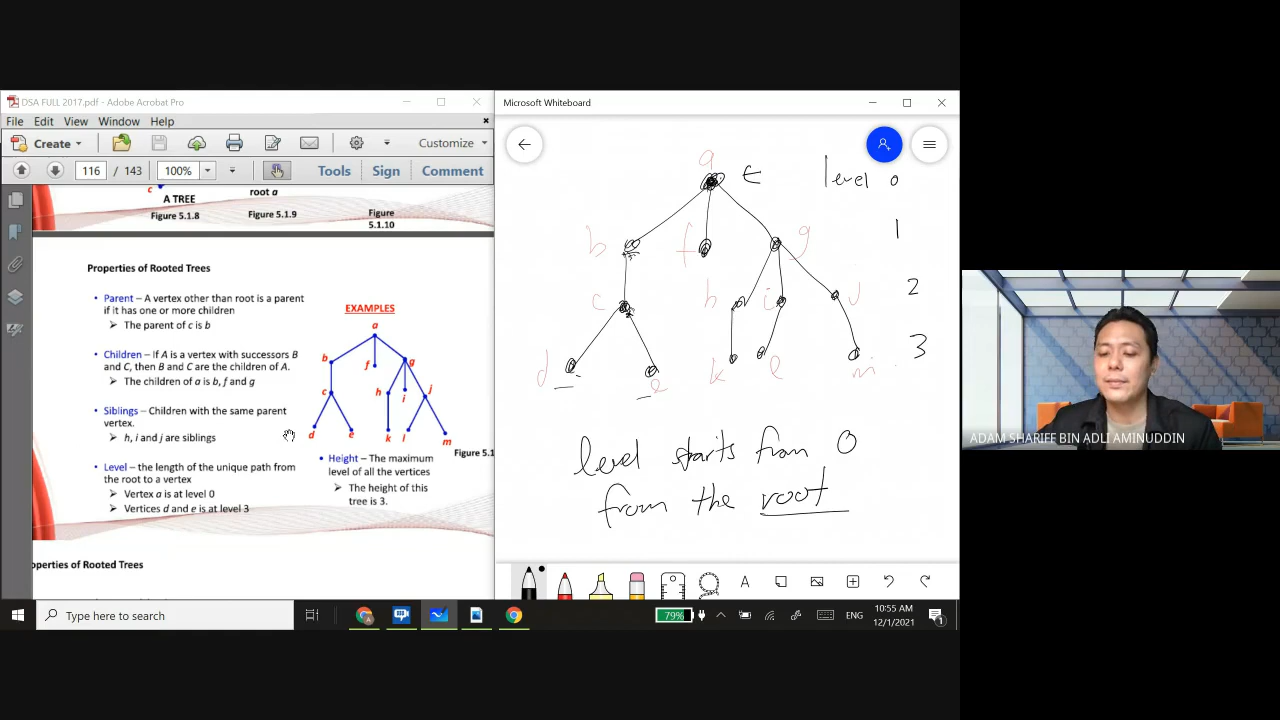 DSA FULL 2017.pdf - Adobe Acrobat Pro
File Edit View Window Help
Create
Customize
116 / 143 100%
Tools Sign Comment
c
A TREE
root a
Figure 5.1.8
Figure 5.1.9
Figure
5.1.10
Properties of Rooted Trees
• Parent – A vertex other than root is a parent
if it has one or more children
➢ The parent of c is b
• Children – If A is a vertex with successors B
and C, then B and C are the children of A.
➢ The children of a is b, f and g
• Siblings – Children with the same parent
vertex.
➢ h, i and j are siblings
• Level – the length of the unique path from
the root to a vertex
➢ Vertex a is at level 0
➢ Vertices d and e is at level 3
EXAMPLES
a
b f g
c h i j
d e k l m
Figure 5.1
• Height – The maximum
level of all the vertices
➢ The height of this
tree is 3.
operties of Rooted Trees
Microsoft Whiteboard
a level 0
b f g 1
c h i j 2
d e k l m 3
level starts from 0
from the root
ADAM SHARIFF BIN ADLI AMINUDDIN
Type here to search
79%
ENG
10:55 AM
12/1/2021
1